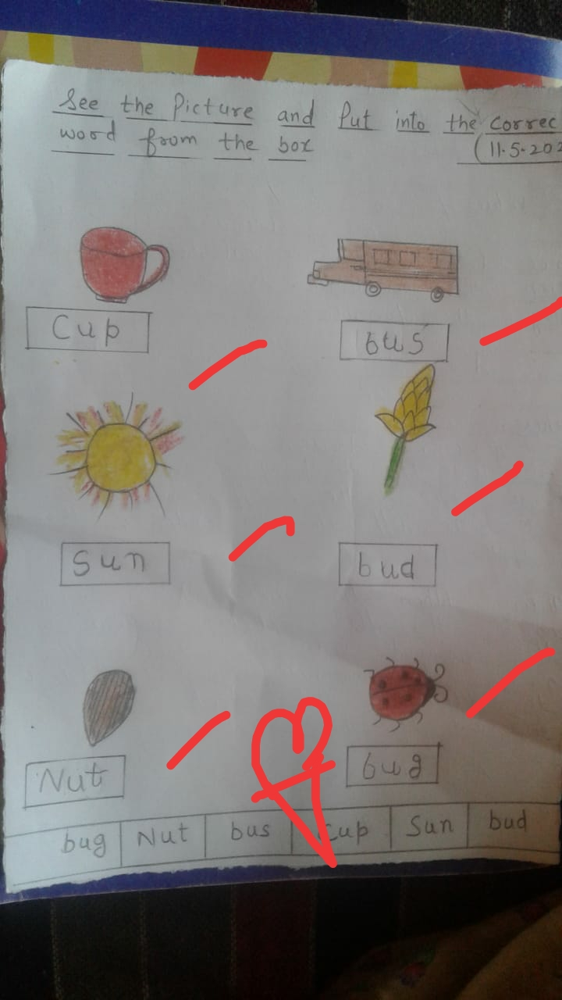 See the Picture and Put into the correc
word from the box
(11.5.202
Cup
bus
Sun
bud
Nut
bug
bug Nut bus Cup Sun bud